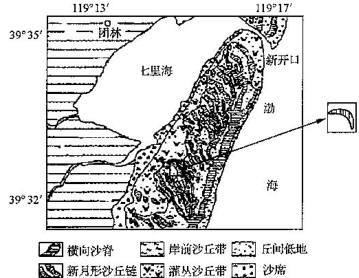 119°13′ 119°17′
39°35′
团林
七里海
新开口
渤
海
39°32′
横向沙脊 岸前沙丘带 丘间低地
新月形沙丘链 灌丛沙丘带 沙席